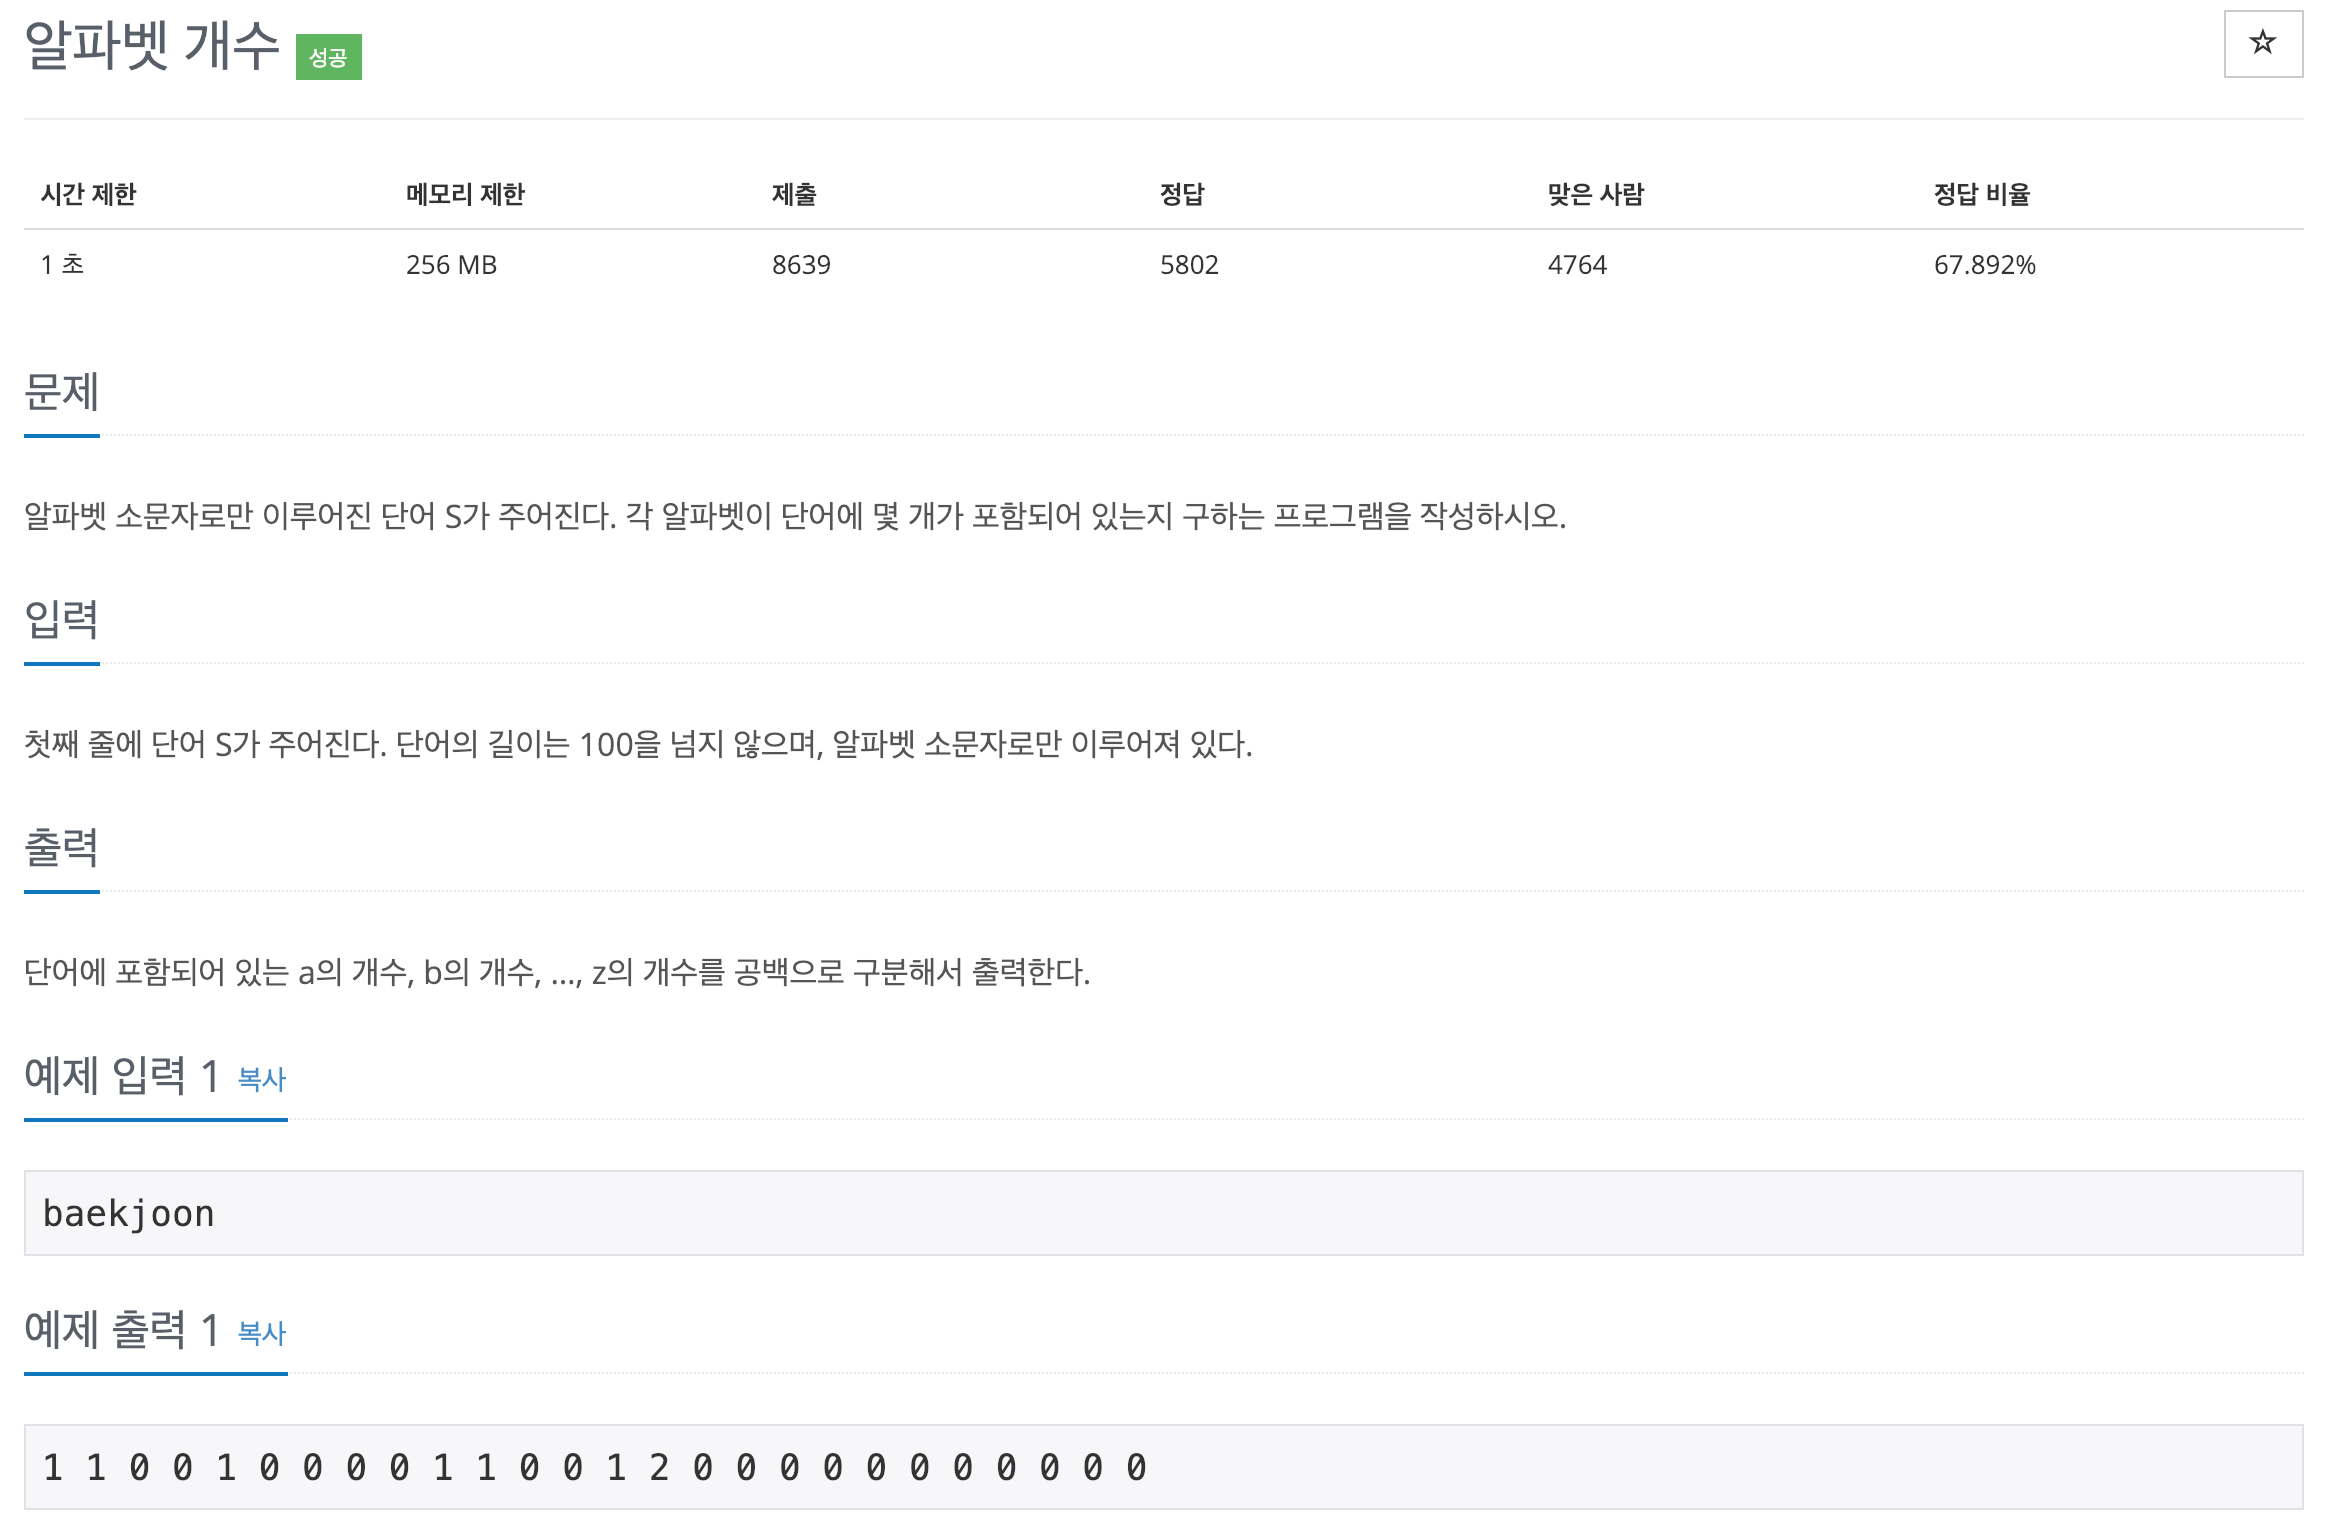 알파벳 개수 성공
☆
시간 제한 메모리 제한 제출 정답 맞은 사람 정답 비율
1 초 256 MB 8639 5802 4764 67.892%
문제
알파벳 소문자로만 이루어진 단어 S가 주어진다. 각 알파벳이 단어에 몇 개가 포함되어 있는지 구하는 프로그램을 작성하시오.
입력
첫째 줄에 단어 S가 주어진다. 단어의 길이는 100을 넘지 않으며, 알파벳 소문자로만 이루어져 있다.
출력
단어에 포함되어 있는 a의 개수, b의 개수, ..., z의 개수를 공백으로 구분해서 출력한다.
예제 입력 1 복사
baekjoon
예제 출력 1 복사
1 1 0 0 1 0 0 0 0 1 1 0 0 1 2 0 0 0 0 0 0 0 0 0 0 0